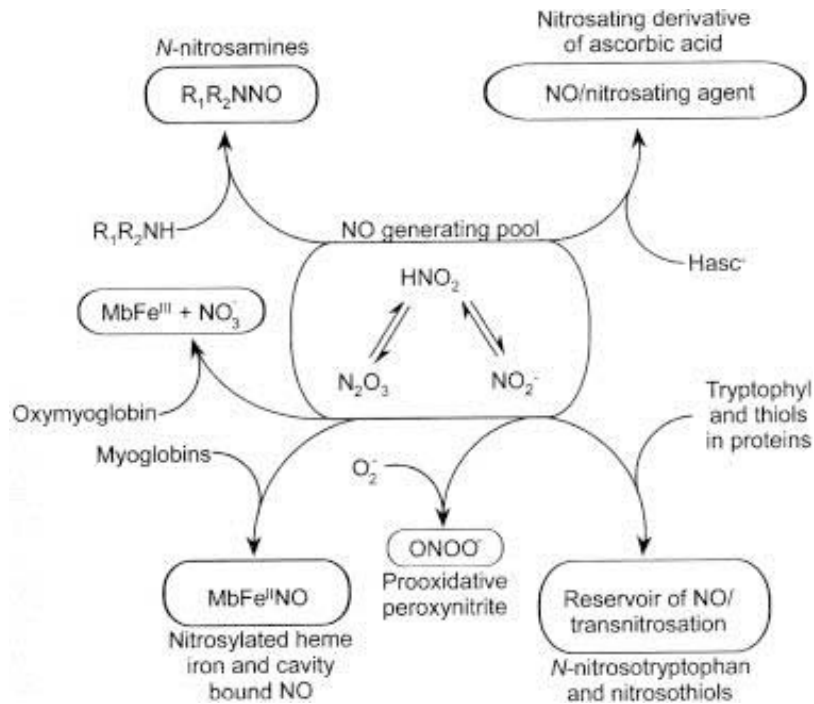 N-nitrosamines
R₁R₂NNO
Nitrosating derivative
of ascorbic acid
NO/nitrosating agent
R₁R₂NH
NO generating pool
Hasc⁻
HNO₂
MbFeᴵᴵᴵ + NO₃⁻
N₂O₃
NO₂⁻
Oxymyoglobin
Tryptophyl
and thiols
in proteins
Myoglobins
O₂⁻
ONOO⁻
Prooxidative
peroxynitrite
MbFeᴵᴵNO
Nitrosylated heme
iron and cavity
bound NO
Reservoir of NO/
transnitrosation
N-nitrosotryptophan
and nitrosothiols